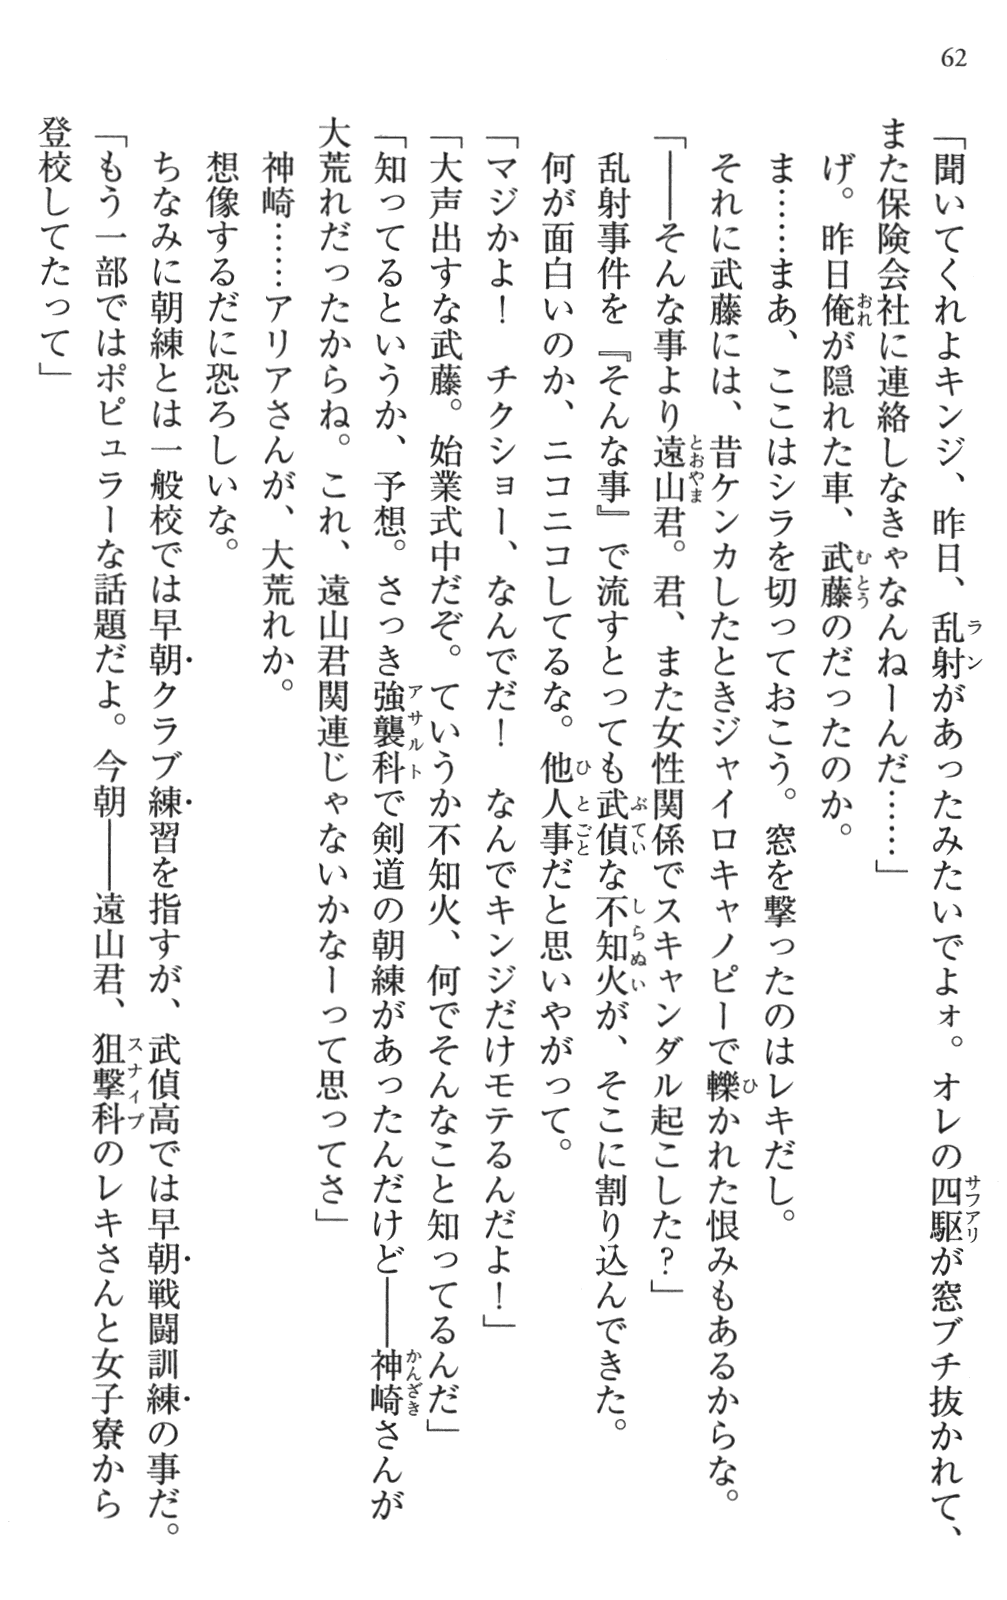 62
「聞いてくれよキンジ、昨日、乱射があったみたいでよォ。オレの四駆が窓ブチ抜かれて、
また保険会社に連絡しなきゃなんねーんだ……」
げ。昨日俺が隠れた車、武藤のだったのか。
ま……まあ、ここはシラを切っておこう。窓を撃ったのはレキだし。
それに武藤には、昔ケンカしたときジャイロキャノピーで轢かれた恨みもあるからな。
「――そんな事より遠山君。君、また女性関係でスキャンダル起こした？」
乱射事件を『そんな事』で流すとっても武偵な不知火が、そこに割り込んできた。
何が面白いのか、ニコニコしてるな。他人事だと思いやがって。
「マジかよ！　チクショー、なんでだ！　なんでキンジだけモテるんだよ！」
「大声出すな武藤。始業式中だぞ。ていうか不知火、何でそんなこと知ってるんだ」
「知ってるというか、予想。さっき強襲科で剣道の朝練があったんだけど――神崎さんが
大荒れだったからね。これ、遠山君関連じゃないかなーって思ってさ」
神崎……アリアさんが、大荒れか。
想像するだに恐ろしいな。
ちなみに朝練とは一般校では早朝クラブ練習を指すが、武偵高では早朝戦闘訓練の事だ。
「もう一部ではポピュラーな話題だよ。今朝――遠山君、狙撃科のレキさんと女子寮から
登校してたって」